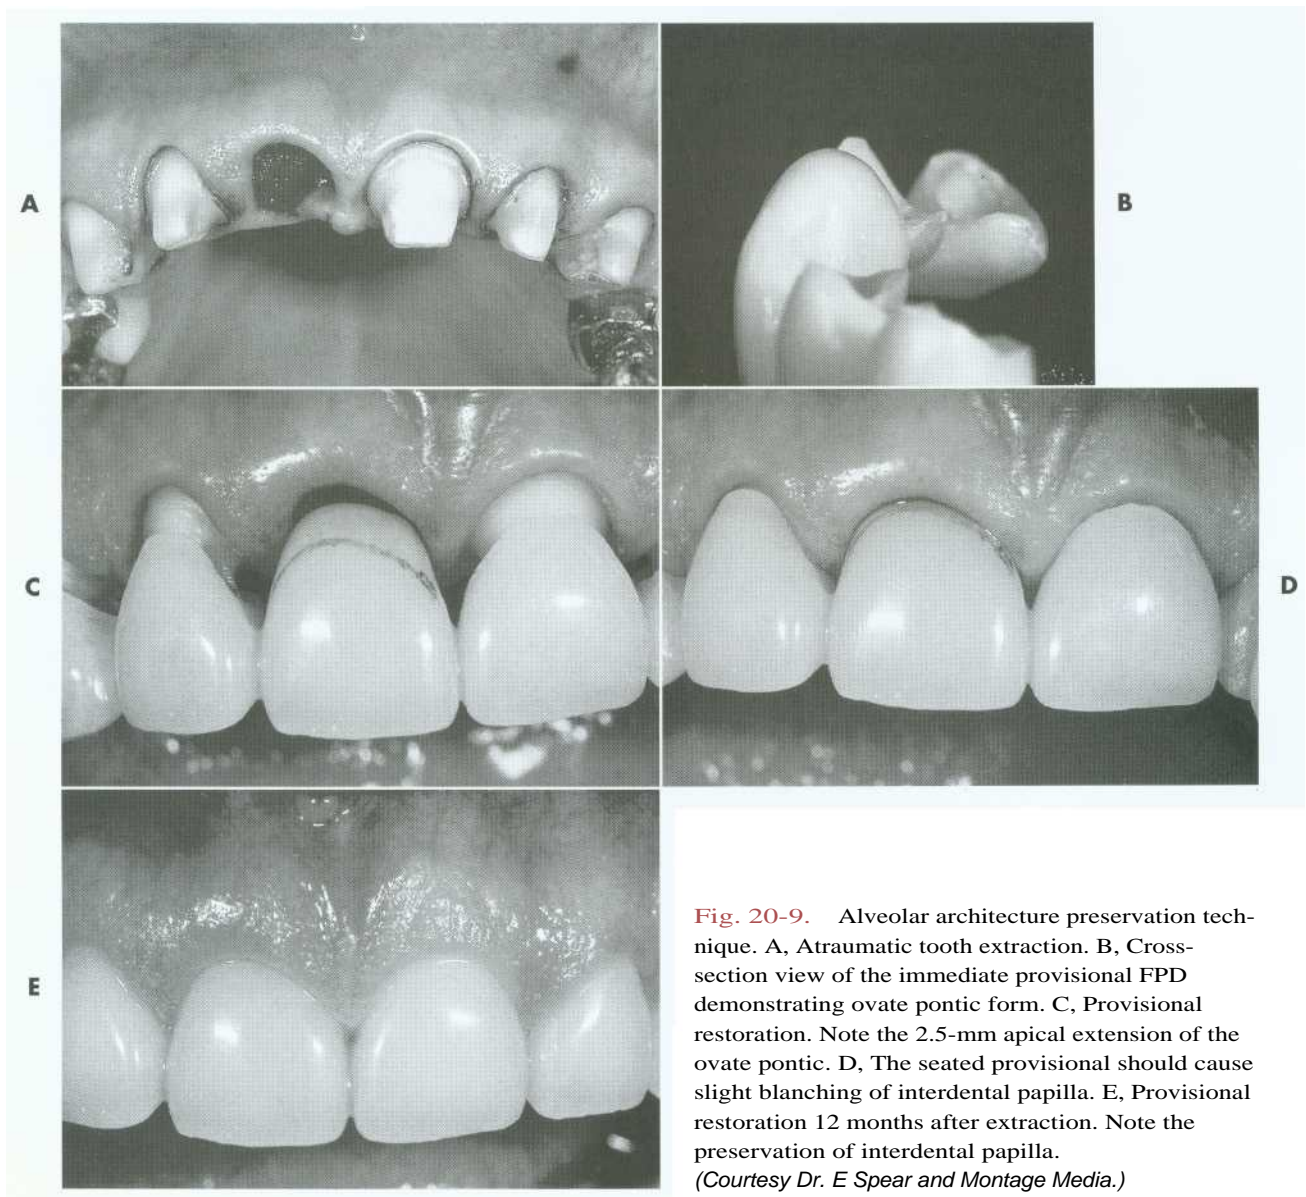 A
B
C
D
E
Fig. 20-9. Alveolar architecture preservation tech-
nique. A, Atraumatic tooth extraction. B, Cross-
section view of the immediate provisional FPD
demonstrating ovate pontic form. C, Provisional
restoration. Note the 2.5-mm apical extension of the
ovate pontic. D, The seated provisional should cause
slight blanching of interdental papilla. E, Provisional
restoration 12 months after extraction. Note the
preservation of interdental papilla.
(Courtesy Dr. E Spear and Montage Media.)